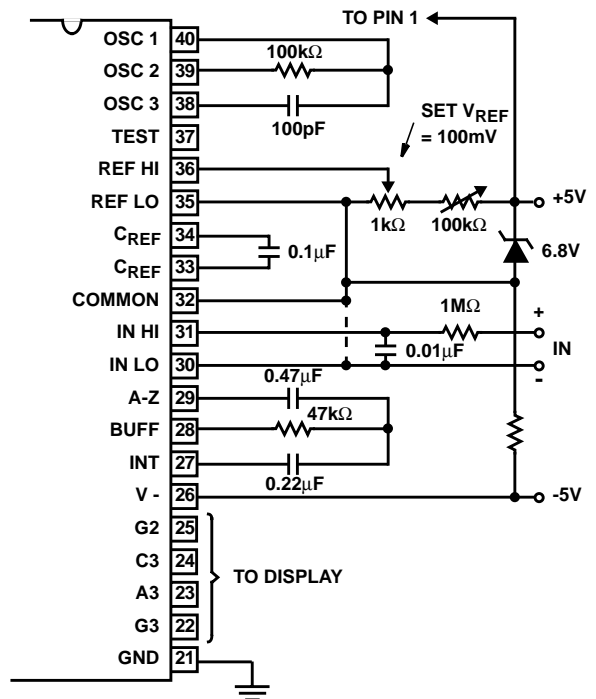 TO PIN 1
OSC 1 40
100kΩ
OSC 2 39
OSC 3 38
100pF
SET VREF
= 100mV
TEST 37
REF HI 36
REF LO 35
1kΩ
100kΩ
+5V
CREF 34
0.1μF
6.8V
CREF 33
COMMON 32
1MΩ
+
IN HI 31
0.01μF
IN
IN LO 30
-
0.47μF
A-Z 29
47kΩ
BUFF 28
INT 27
0.22μF
V - 26
-5V
G2 25
C3 24
TO DISPLAY
A3 23
G3 22
GND 21